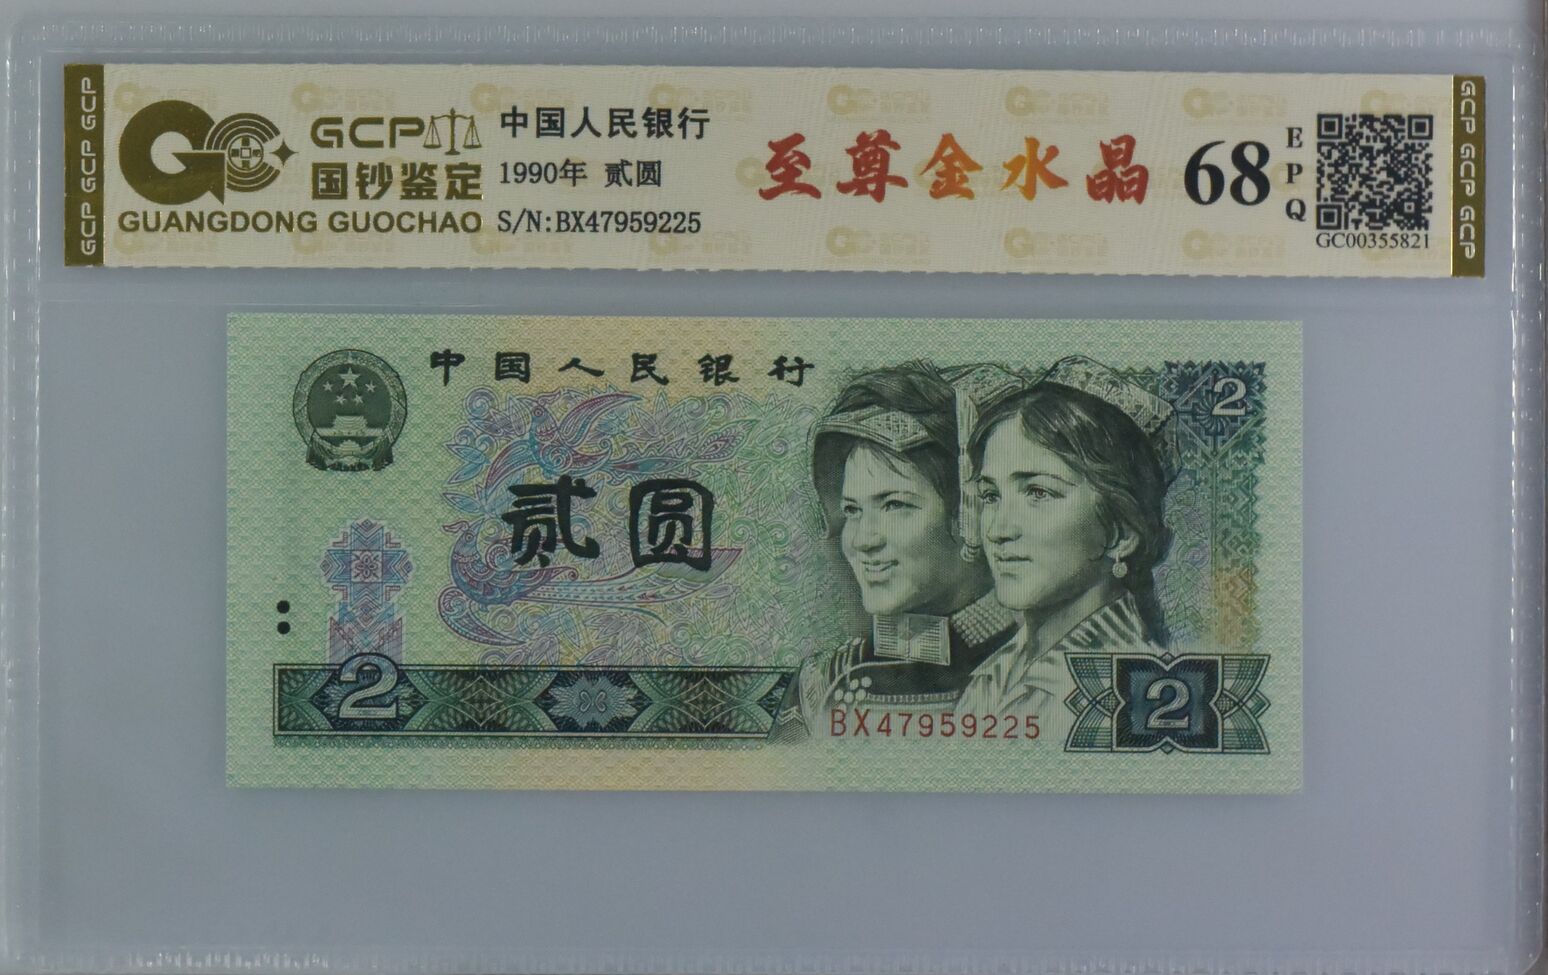 GCP GCP GCP
GCP
国钞鉴定
GUANGDONG GUOCHAO
中国人民银行
1990年 贰圆
S/N:BX47959225
至尊金水晶
68
EPQ
GC00355821
GCP GCP GCP
中国人民银行
2
贰圆
2
BX47959225
2